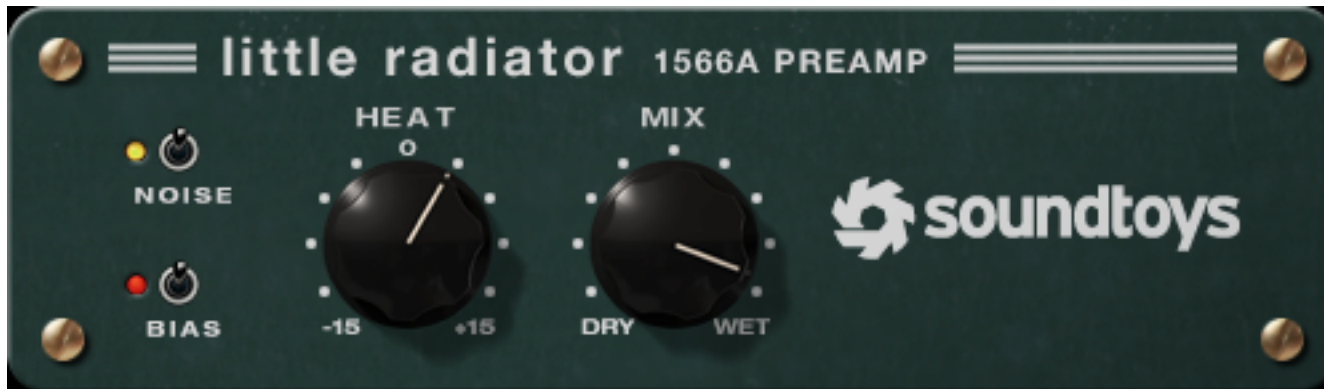 little radiator 1566A PREAMP
HEAT
MIX
0
NOISE
soundtoys
BIAS
-15
+15
DRY
WET